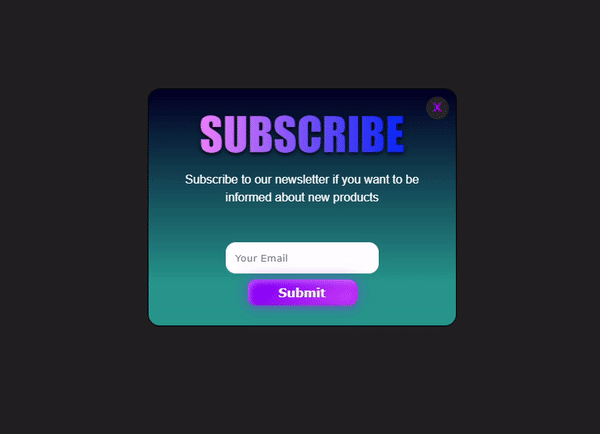 X
SUBSCRIBE
Subscribe to our newsletter if you want to be
informed about new products
Your Email
Submit